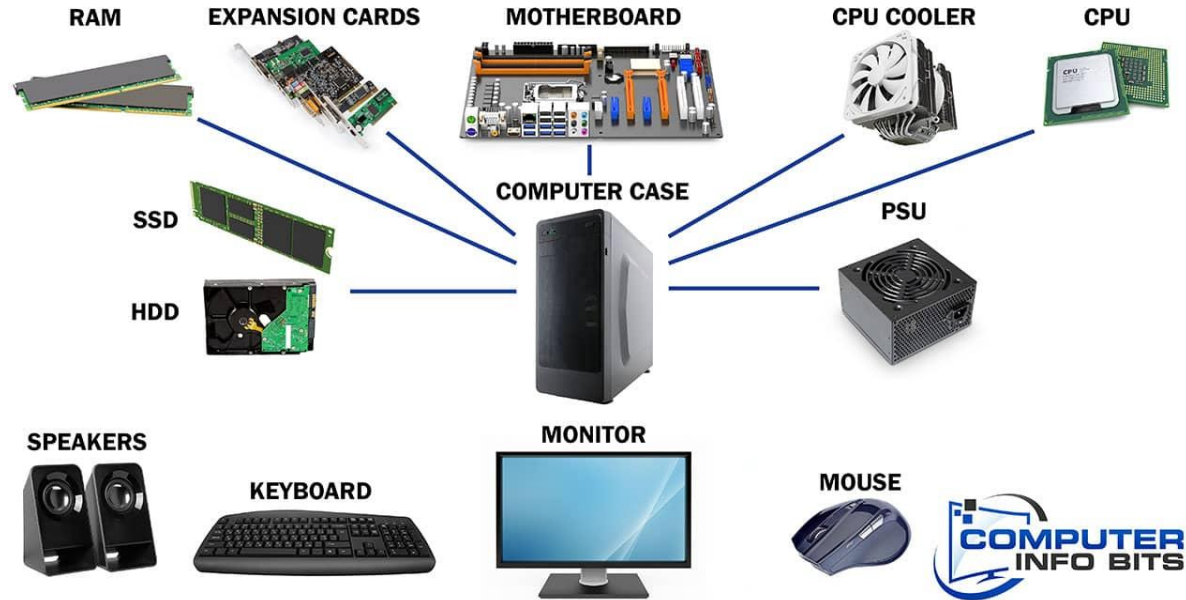 RAM
EXPANSION CARDS
MOTHERBOARD
CPU COOLER
CPU
CPU
COMPUTER CASE
SSD
PSU
HDD
SPEAKERS
KEYBOARD
MONITOR
MOUSE
COMPUTER
INFO BITS